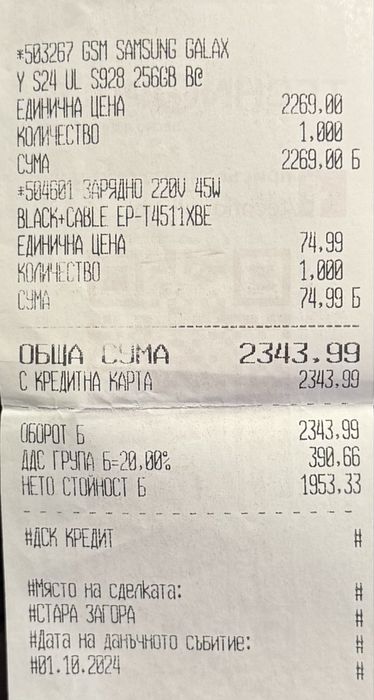 *503267 GSM SAMSUNG GALAX
Y S24 UL S928 256GB B@
ЕДИНИЧНА ЦЕНА 2269,00
КОЛИЧЕСТВО 1,000
СУМА 2269,00 Б
*504601 ЗАРЯДНО 220V 45W
BLACK+CABLE EP-T4511XBE
ЕДИНИЧНА ЦЕНА 74,99
КОЛИЧЕСТВО 1,000
СУМА 74,99 Б
ОБЩА СУМА 2343.99
С КРЕДИТНА КАРТА 2343.99
ОБОРОТ Б 2343,99
ДДС ГРУПА Б=20,00% 390,66
НЕТО СТОЙНОСТ Б 1953,33
#ДСК КРЕДИТ #
#Място на сделката: #
#СТАРА ЗАГОРА #
#Дата на данъчното събитие: #
#01.10.2024 #